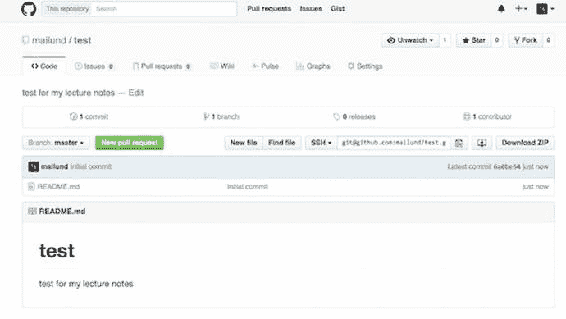 This repository Search Pull requests Issues Gist
mailund / test Unwatch 1 Star 0 Fork 0
Code Issues 0 Pull requests 0 Wiki Pulse Graphs Settings
test for my lecture notes — Edit
1 commit 1 branch 0 releases 1 contributor
Branch: master New pull request New file Find file SSH git@github.com:mailund/test.g Download ZIP
mailund Initial commit Latest commit just now
README.md Initial commit just now
README.md
test
test for my lecture notes